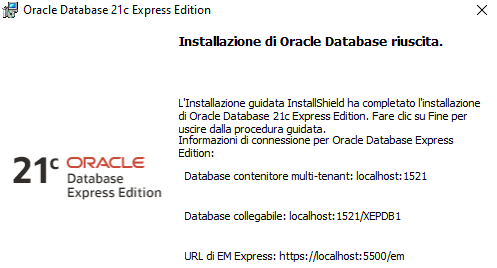 Oracle Database 21c Express Edition
Installazione di Oracle Database riuscita.
L'Installazione guidata InstallShield ha completato l'installazione
di Oracle Database 21c Express Edition. Fare clic su Fine per
uscire dalla procedura guidata.
Informazioni di connessione per Oracle Database Express
Edition:
21c ORACLE
Database
Express Edition
Database contenitore multi-tenant: localhost:1521
Database collegabile: localhost:1521/XEPDB1
URL di EM Express: https://localhost:5500/em